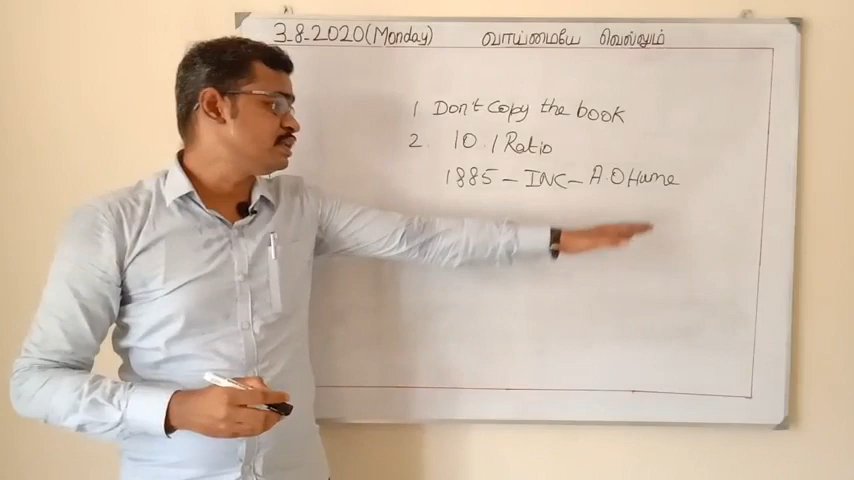 3-8-2020(Monday) வாய்மையே வெல்லும்
1 Don't Copy the book
2. 10.1 Ratio
1885 - INC - A.O Hume